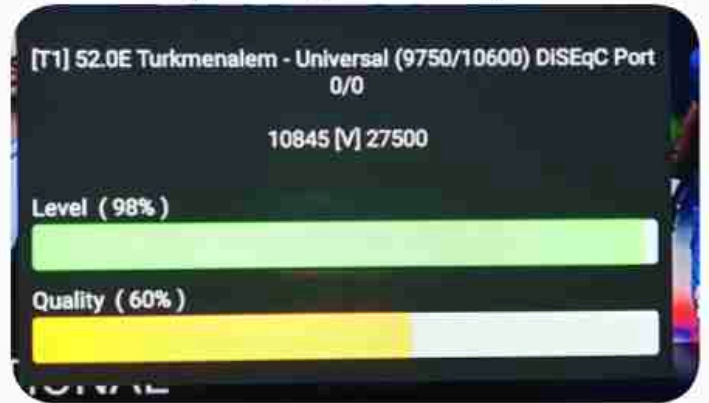 [T1] 52.0E Turkmenalem - Universal (9750/10600) DiSEqC Port
0/0
10845 [V] 27500
Level ( 98% )
Quality ( 60% )